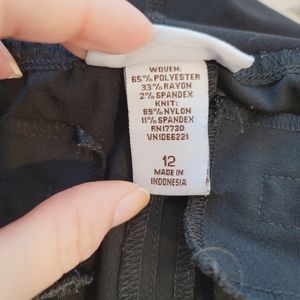 WOVEN:
65% POLYESTER
33% RAYON
2% SPANDEX
KNIT:
89% NYLON
11% SPANDEX
RN17730
VN1066221
12
MADE IN
INDONESIA